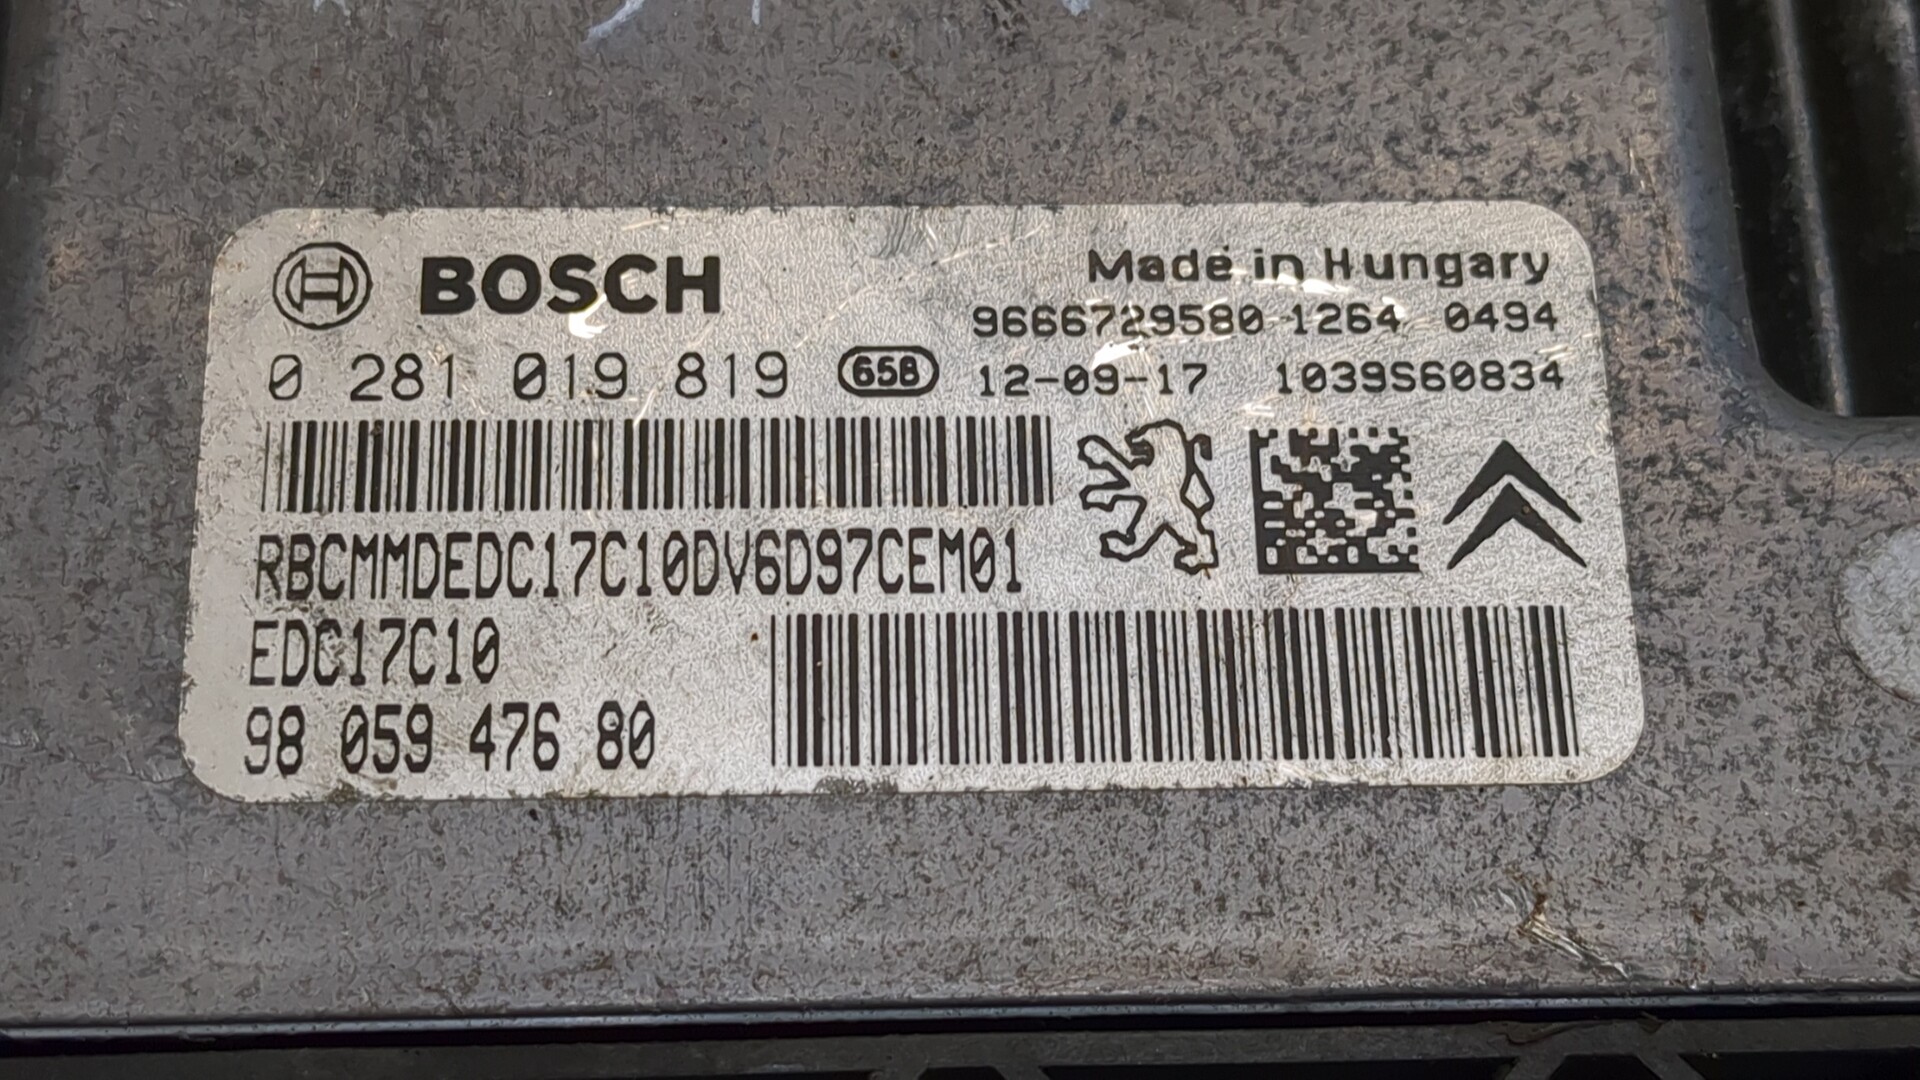 BOSCH
Made in Hungary
9666729580 1264 0494
0 281 019 819 65B 12-09-17 1039S60834
RBCMMDEDC17C10DV6D97CEM01
EDC17C10
98 059 476 80